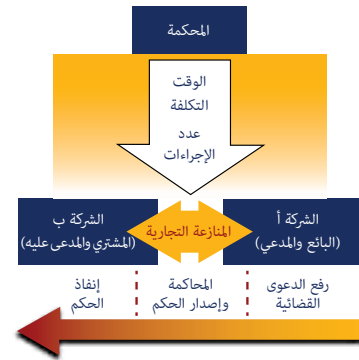 المحكمة
الوقت
التكلفة
عدد
الإجراءات
الشركة أ
(البائع والمدعي)
المنازعة التجارية
الشركة ب
(المشتري والمدعى عليه)
رفع الدعوى
القضائية
المحاكمة
وإصدار الحكم
إنفاذ
الحكم